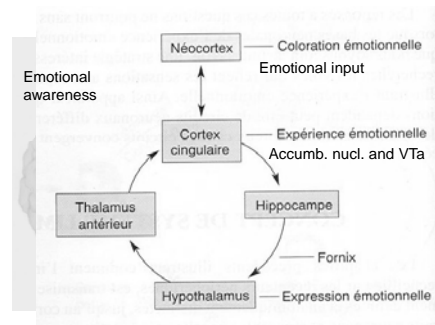 Néocortex
Coloration émotionnelle
Emotional input
Emotional
awareness
Cortex
cingulaire
Expérience émotionnelle
Accumb. nucl. and VTa
Thalamus
antérieur
Hippocampe
Fornix
Hypothalamus
Expression émotionnelle